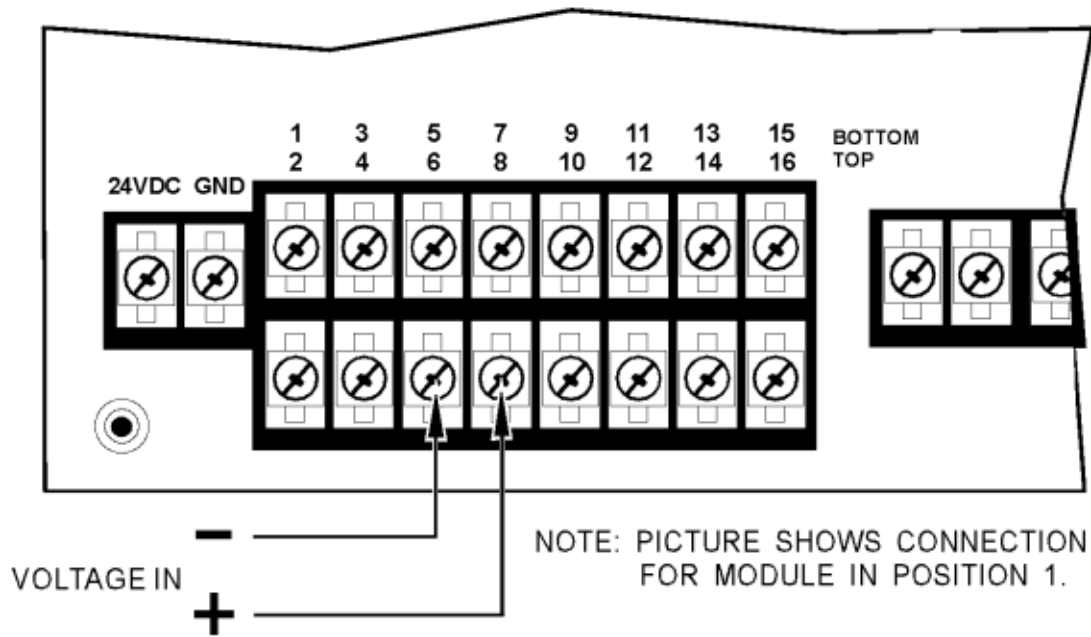 1 3 5 7 9 11 13 15 BOTTOM
2 4 6 8 10 12 14 16 TOP
24VDC GND
-
VOLTAGE IN
+
NOTE: PICTURE SHOWS CONNECTION
FOR MODULE IN POSITION 1.